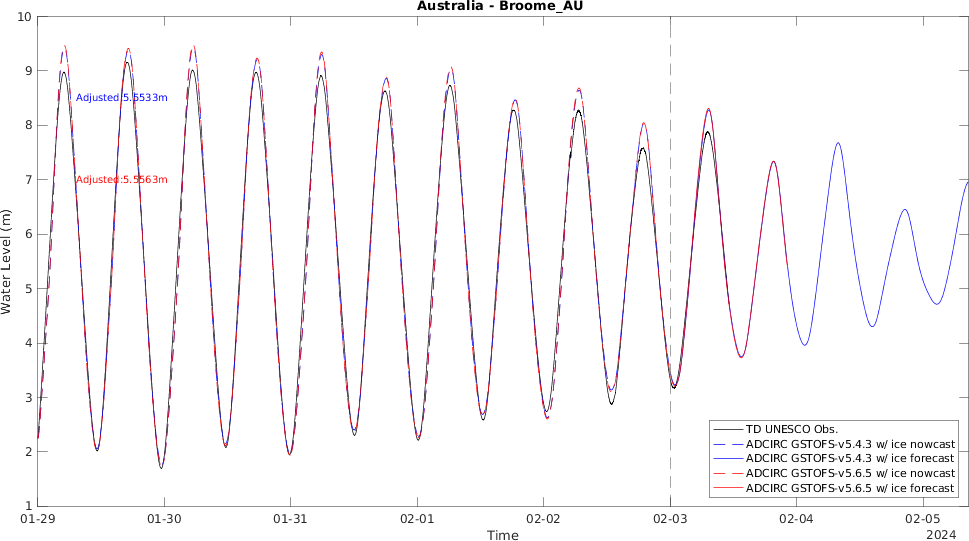 Australia - Broome_AU
10
9
8
7
6
5
4
3
2
1
Water Level (m)
Adjusted:5.5533m
Adjusted:5.5563m
TD UNESCO Obs.
ADCIRC GSTOFS-v5.4.3 w/ ice nowcast
ADCIRC GSTOFS-v5.4.3 w/ ice forecast
ADCIRC GSTOFS-v5.6.5 w/ ice nowcast
ADCIRC GSTOFS-v5.6.5 w/ ice forecast
01-29 01-30 01-31 02-01 02-02 02-03 02-04 02-05
Time
2024